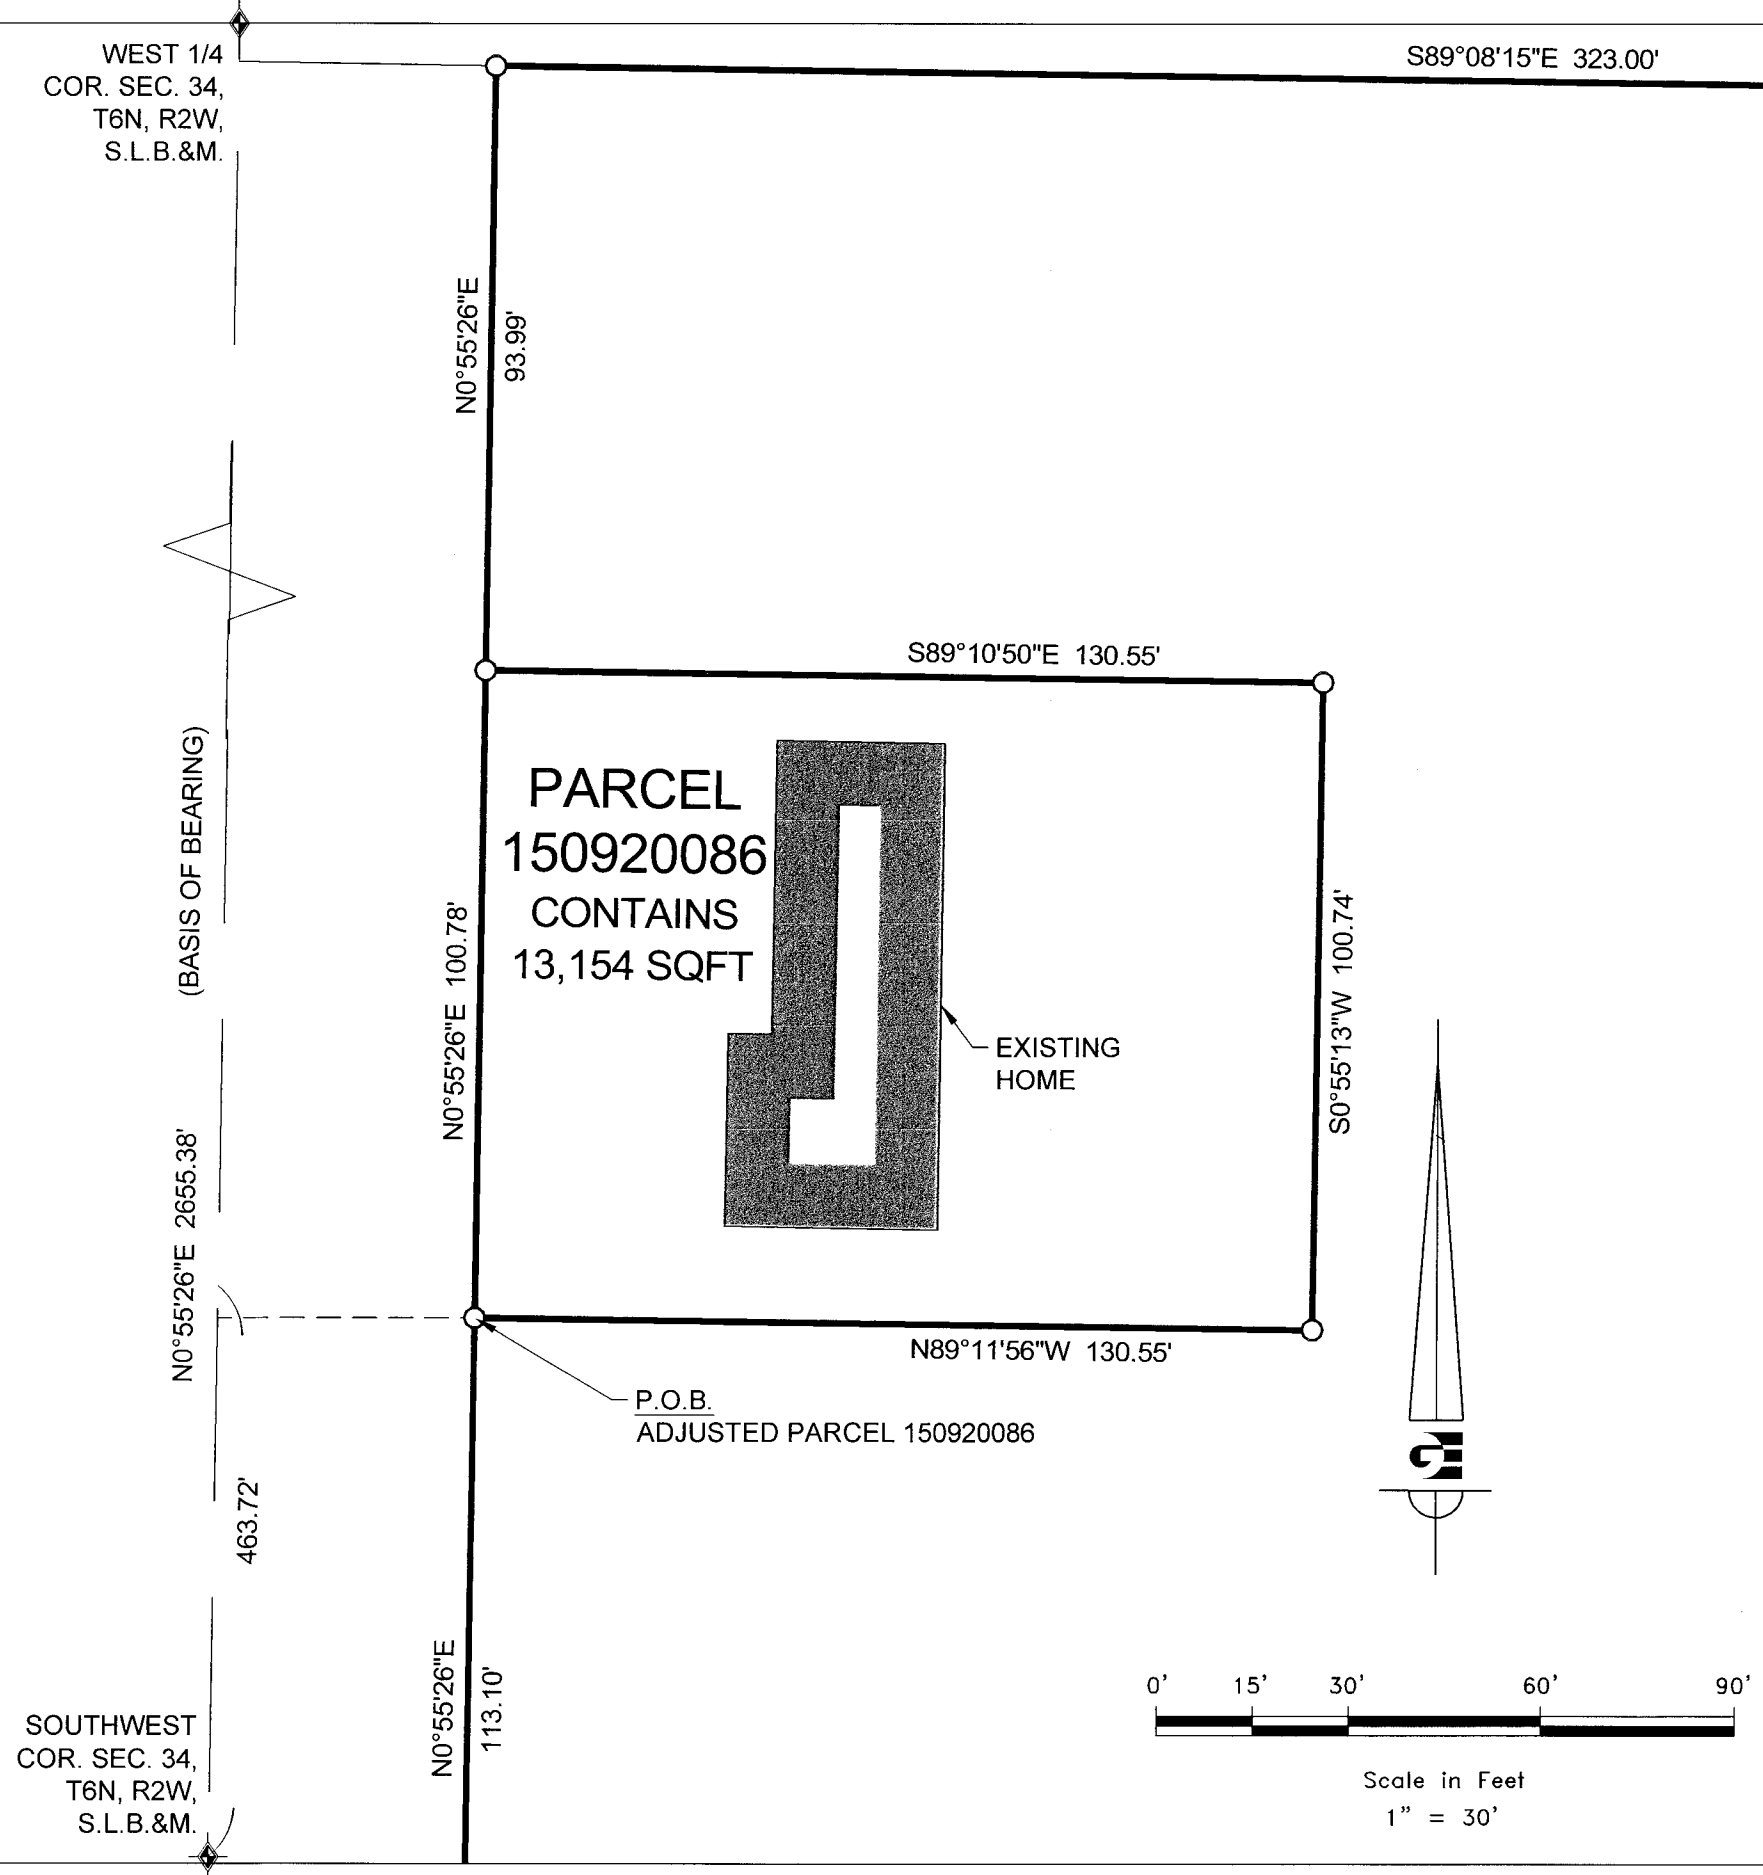 WEST 1/4
COR. SEC. 34,
T6N, R2W,
S.L.B.&M.
S89°08'15"E 323.00'
N0°55'26"E
93.99'
S89°10'50"E 130.55'
(BASIS OF BEARING)
N0°55'26"E 2655.38'
PARCEL
150920086
CONTAINS
13,154 SQFT
N0°55'26"E 100.78'
EXISTING
HOME
S0°55'13"W 100.74'
N89°11'56"W 130.55'
P.O.B.
ADJUSTED PARCEL 150920086
GE
463.72'
N0°55'26"E
113.10'
SOUTHWEST
COR. SEC. 34,
T6N, R2W,
S.L.B.&M.
0' 15' 30' 60' 90'
Scale in Feet
1" = 30'